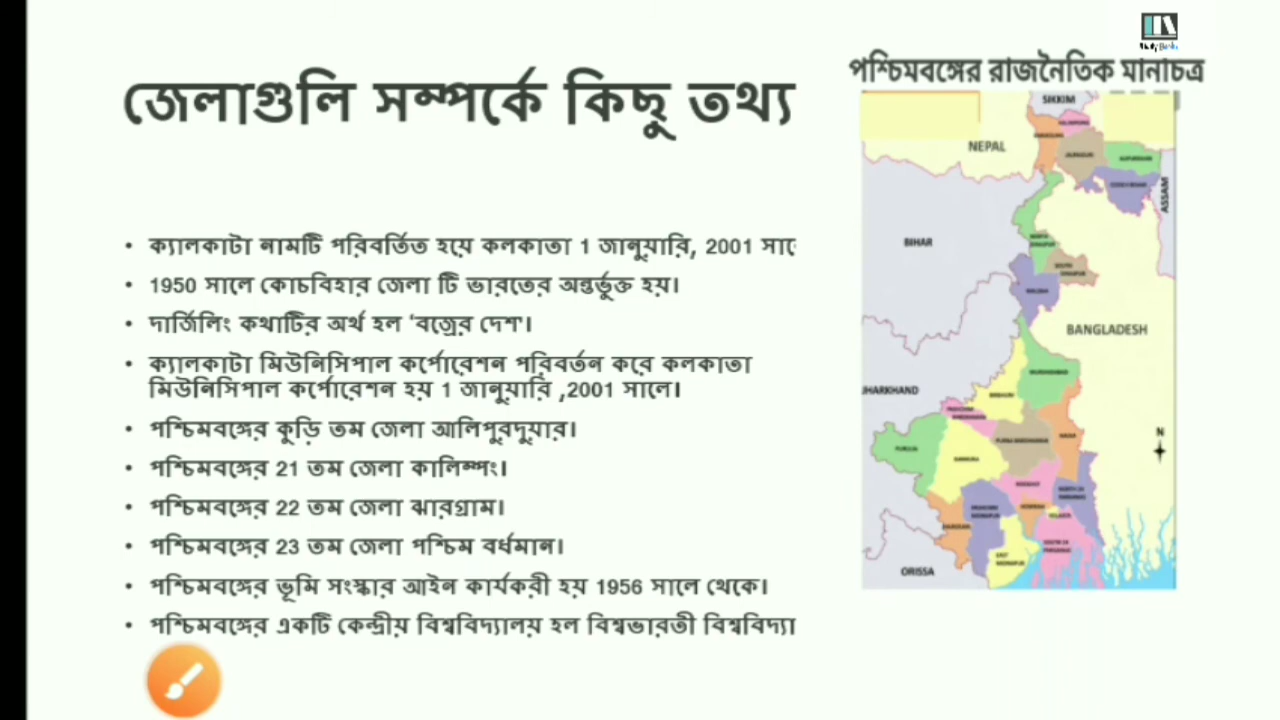 জেলাগুলি সম্পর্কে কিছু তথ্য
পশ্চিমবঙ্গের রাজনৈতিক মানাচত্র
• ক্যালকাটা নামটি পরিবর্তিত হয়ে কলকাতা 1 জানুয়ারি, 2001
• 1950 সালে কোচবিহার জেলা টি ভারতের অন্তর্ভুক্ত হয়।
• দার্জিলিং কথাটির অর্থ হল ‘বজ্রের দেশ’।
• ক্যালকাটা মিউনিসিপাল কর্পোরেশন পরিবর্তন করে কলকাতা
মিউনিসিপাল কর্পোরেশন হয় 1 জানুয়ারি ,2001 সালে।
• পশ্চিমবঙ্গের কুড়ি তম জেলা আলিপুরদুয়ার।
• পশ্চিমবঙ্গের 21 তম জেলা কালিম্পং।
• পশ্চিমবঙ্গের 22 তম জেলা ঝারগ্রাম।
• পশ্চিমবঙ্গের 23 তম জেলা পশ্চিম বর্ধমান।
• পশ্চিমবঙ্গের ভূমি সংস্কার আইন কার্যকরী হয় 1956 সালে থেকে।
• পশ্চিমবঙ্গের একটি কেন্দ্রীয় বিশ্ববিদ্যালয় হল বিশ্বভারতী
SIKKIM
NEPAL
ASSAM
BIHAR
BANGLADESH
JHARKHAND
N
ORISSA